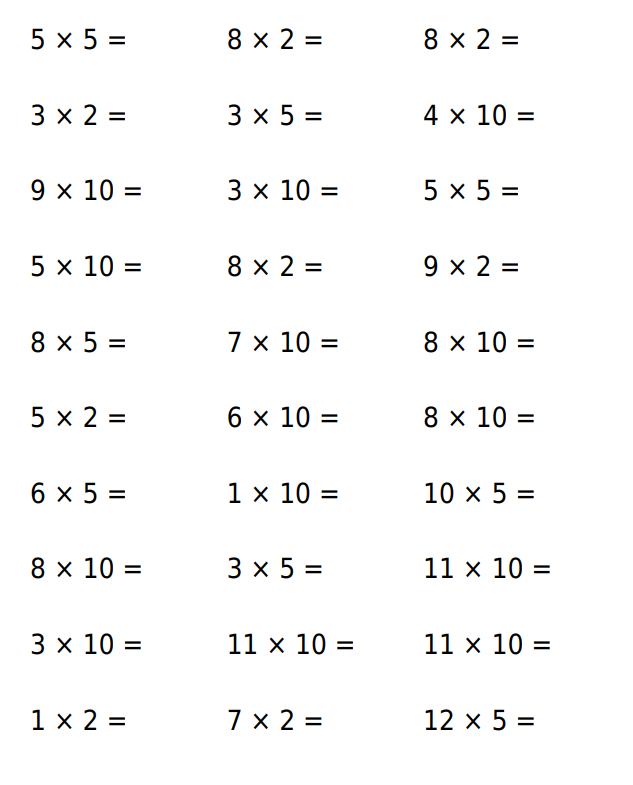 5 × 5 = 8 × 2 = 8 × 2 =
3 × 2 = 3 × 5 = 4 × 10 =
9 × 10 = 3 × 10 = 5 × 5 =
5 × 10 = 8 × 2 = 9 × 2 =
8 × 5 = 7 × 10 = 8 × 10 =
5 × 2 = 6 × 10 = 8 × 10 =
6 × 5 = 1 × 10 = 10 × 5 =
8 × 10 = 3 × 5 = 11 × 10 =
3 × 10 = 11 × 10 = 11 × 10 =
1 × 2 = 7 × 2 = 12 × 5 =